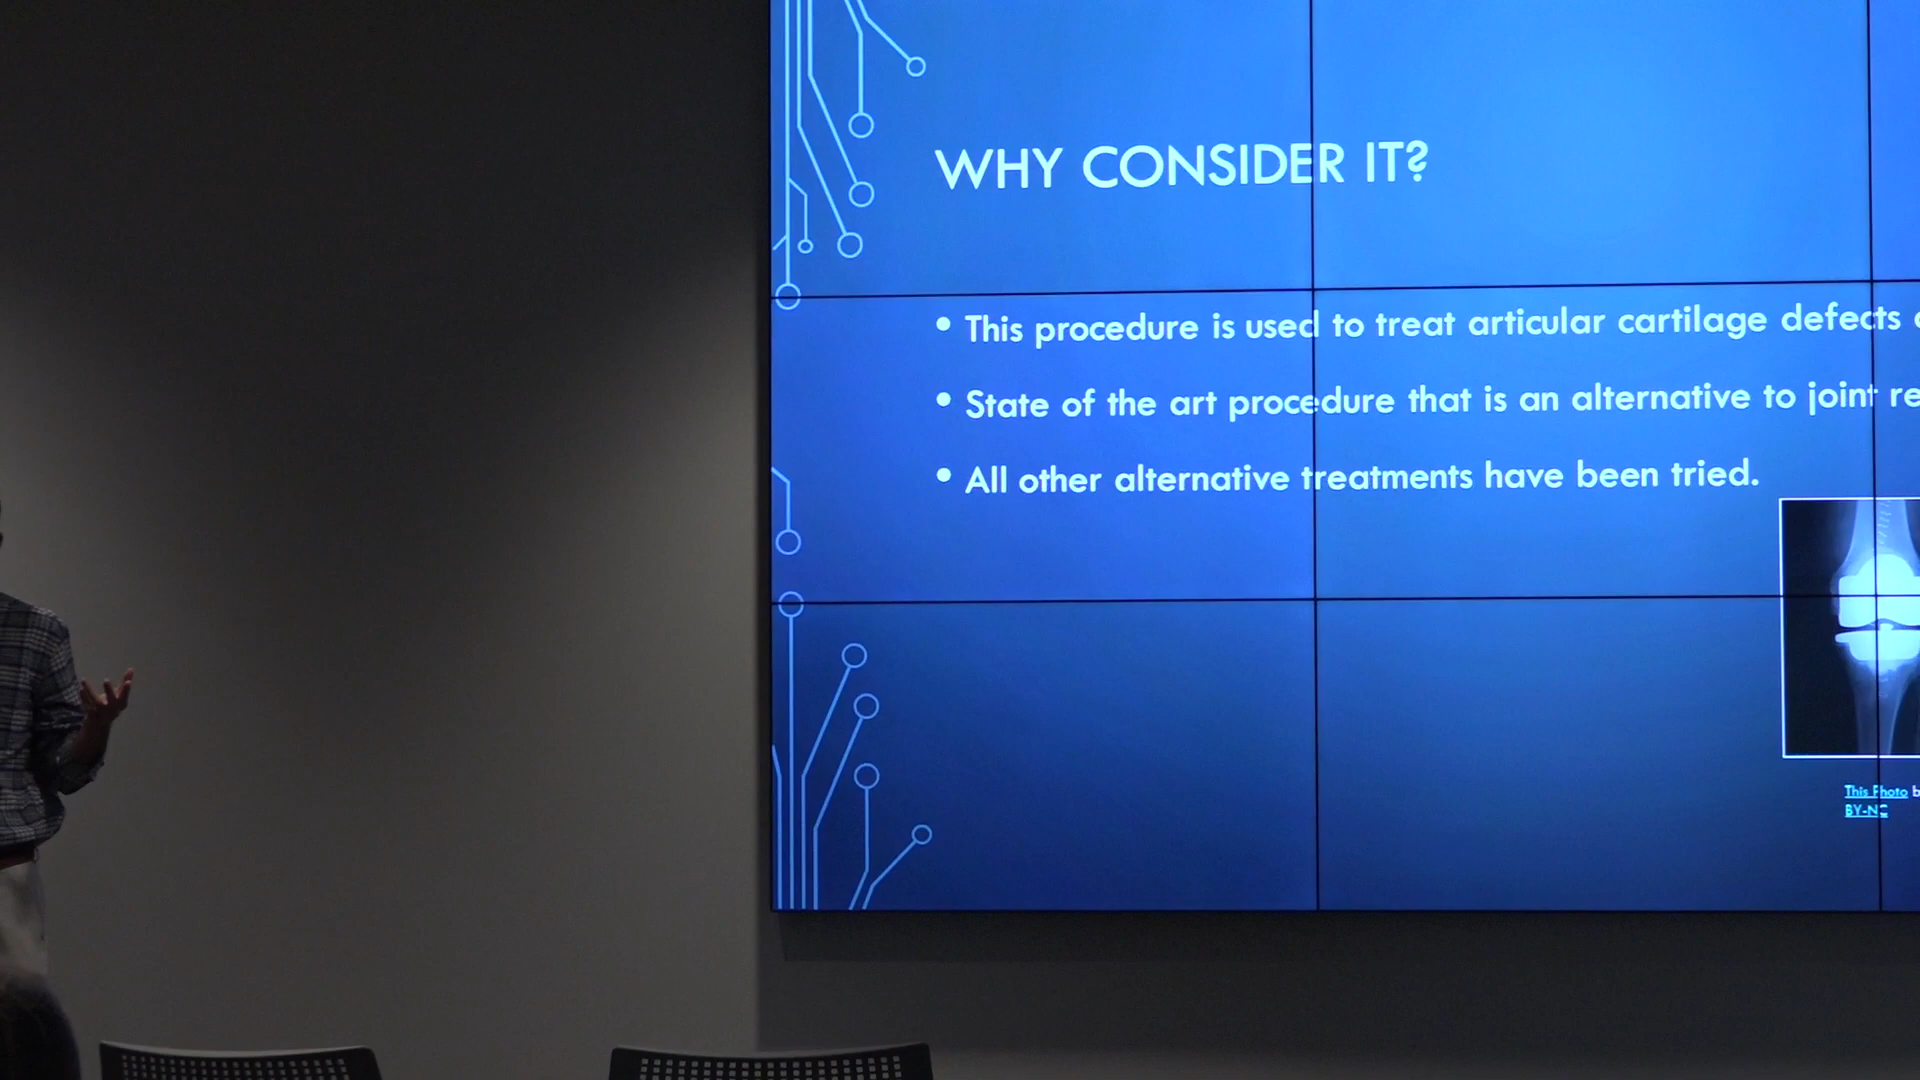 WHY CONSIDER IT?
• This procedure is used to treat articular cartilage defects
• State of the art procedure that is an alternative to joint
• All other alternative treatments have been tried.
This Photo
BY-NC